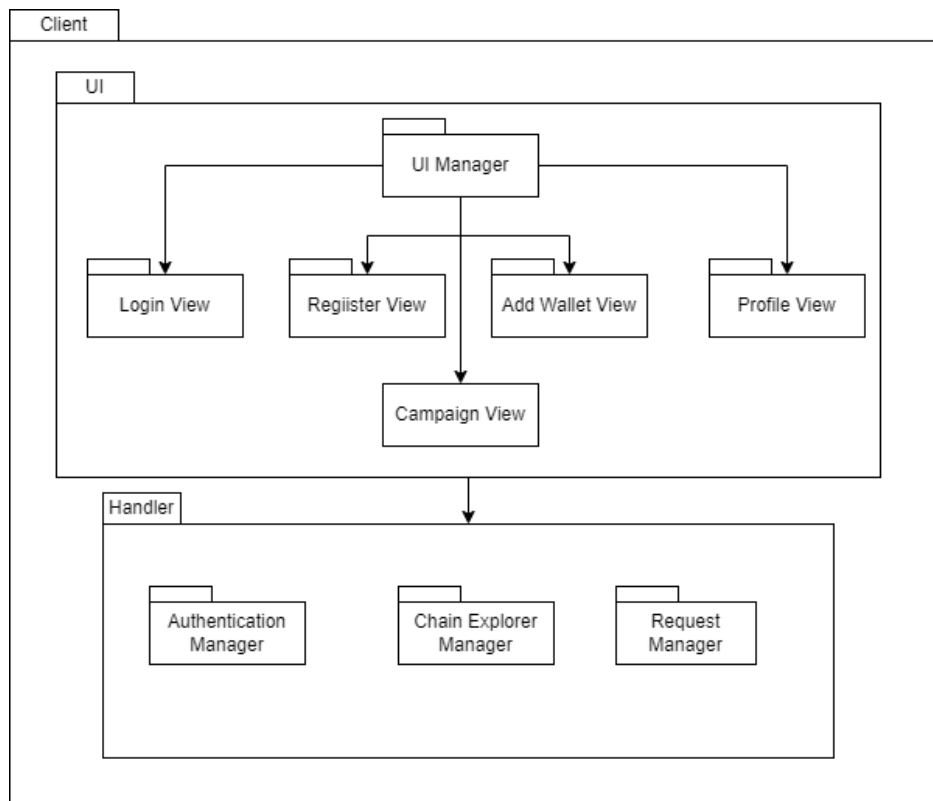 Client
UI
UI Manager
Login View
Regiister View
Add Wallet View
Profile View
Campaign View
Handler
Authentication
Manager
Chain Explorer
Manager
Request
Manager